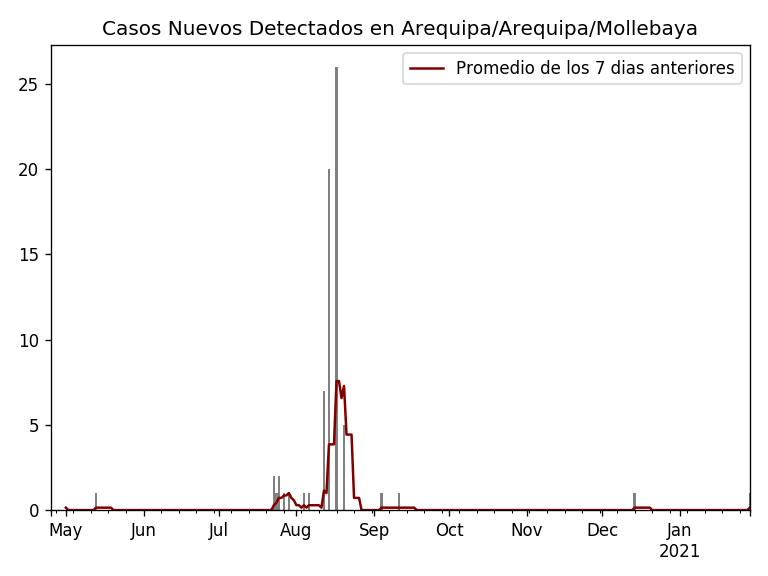 Casos Nuevos Detectados en Arequipa/Arequipa/Mollebaya
Promedio de los 7 dias anteriores
25
20
15
10
5
0
May Jun Jul Aug Sep Oct Nov Dec Jan
2021